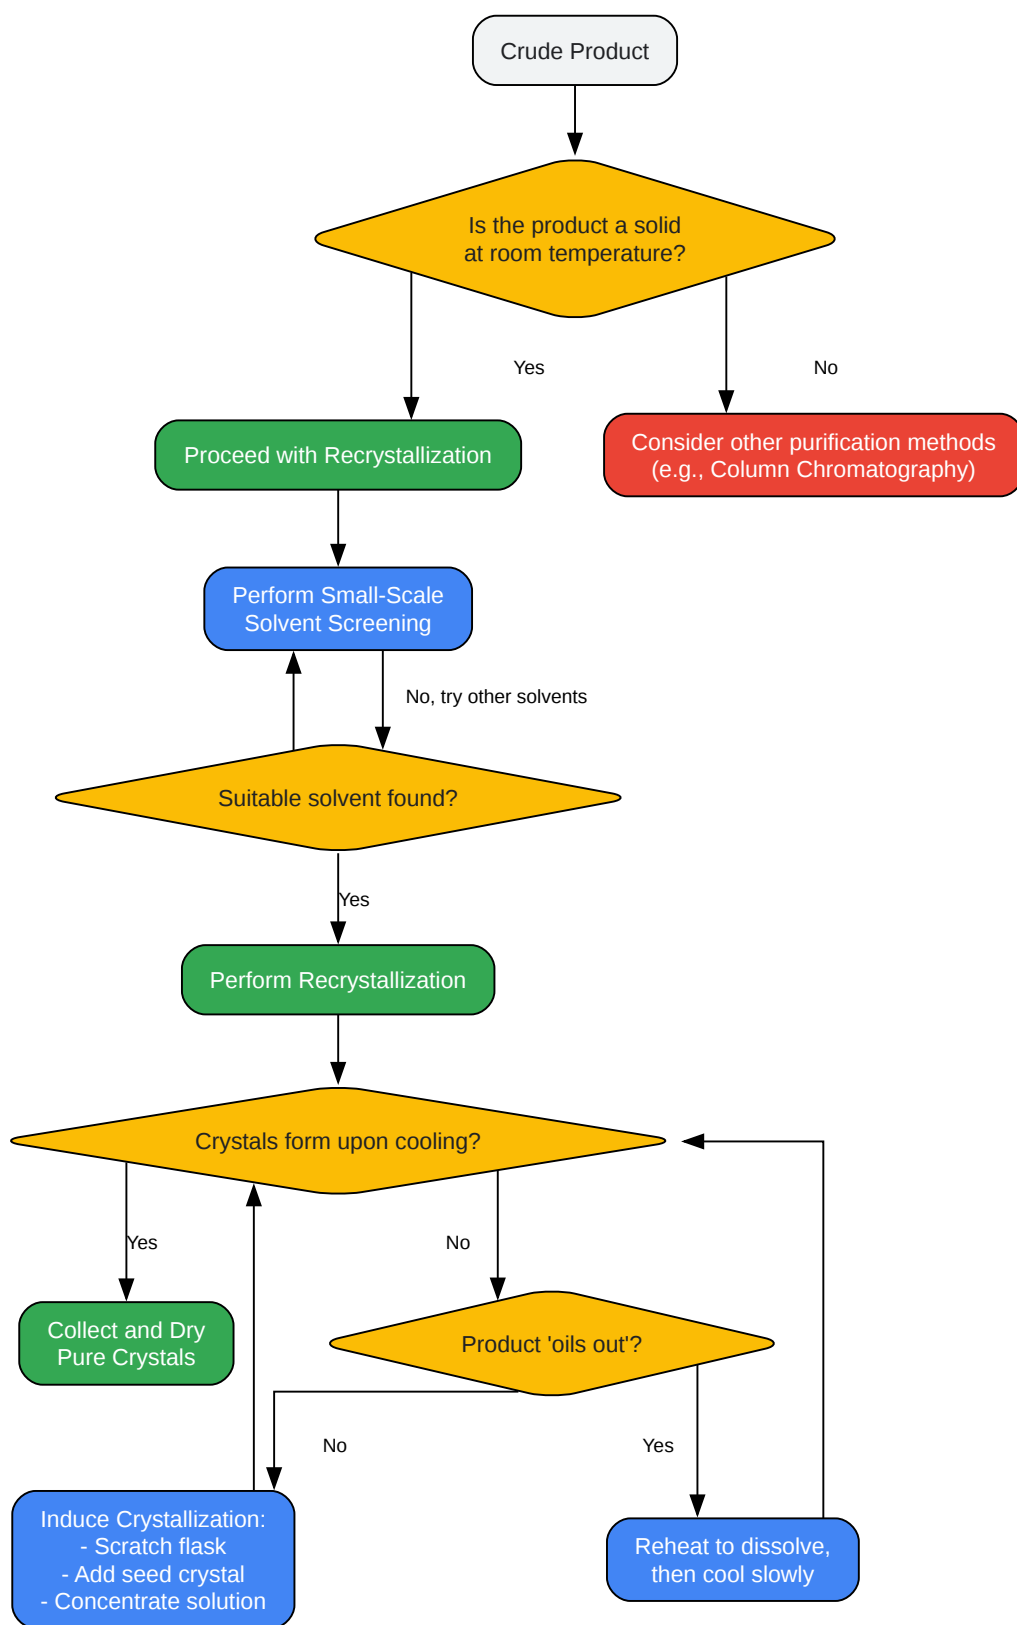 Crude Product
Is the product a solid
at room temperature?
Yes
No
Proceed with Recrystallization
Consider other purification methods
(e.g., Column Chromatography)
Perform Small-Scale
Solvent Screening
No, try other solvents
Suitable solvent found?
Yes
Perform Recrystallization
Crystals form upon cooling?
Yes
No
Collect and Dry
Pure Crystals
Product 'oils out'?
No
Yes
Induce Crystallization:
- Scratch flask
- Add seed crystal
- Concentrate solution
Reheat to dissolve,
then cool slowly